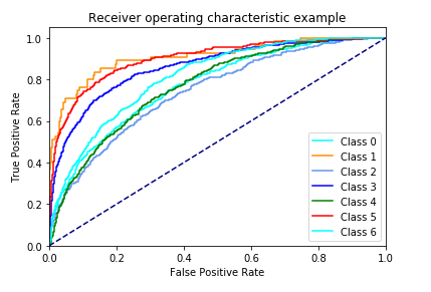 Receiver operating characteristic example
True Positive Rate
1.0
0.8
0.6
0.4
0.2
0.0
Class 0
Class 1
Class 2
Class 3
Class 4
Class 5
Class 6
0.0 0.2 0.4 0.6 0.8 1.0
False Positive Rate